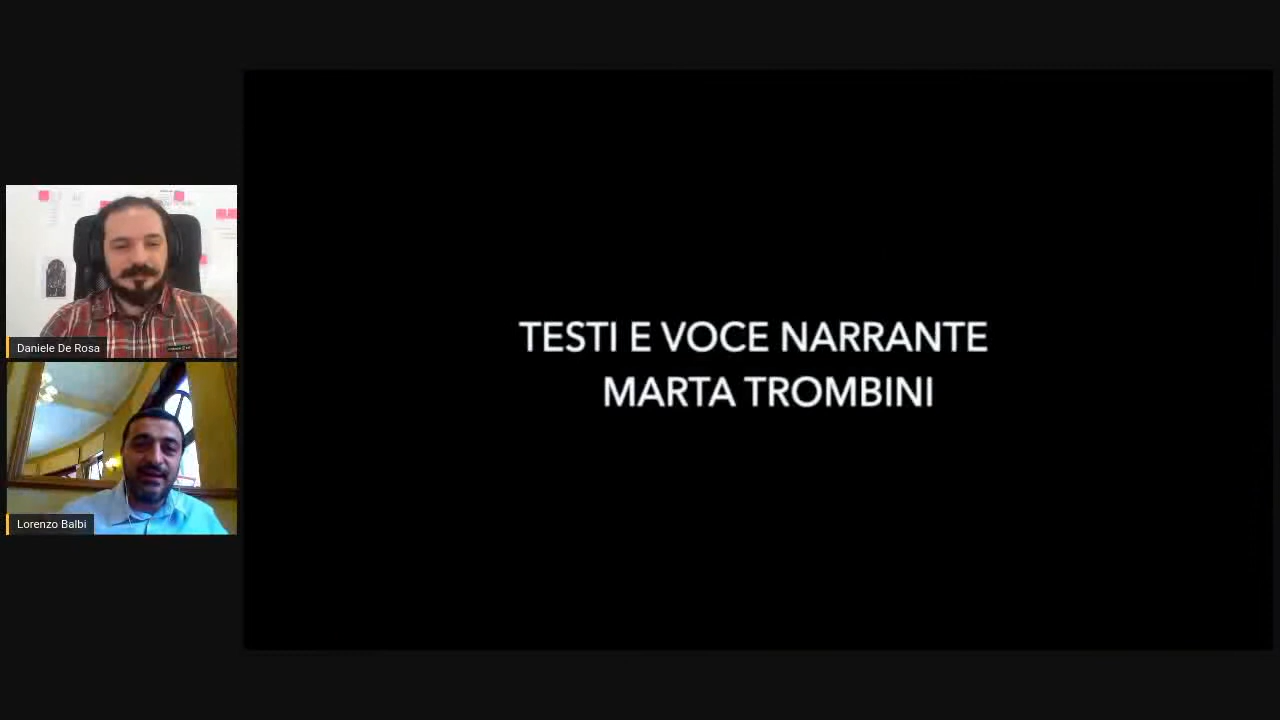 Daniele De Rosa
Lorenzo Balbi
TESTI E VOCE NARRANTE
MARTA TROMBINI